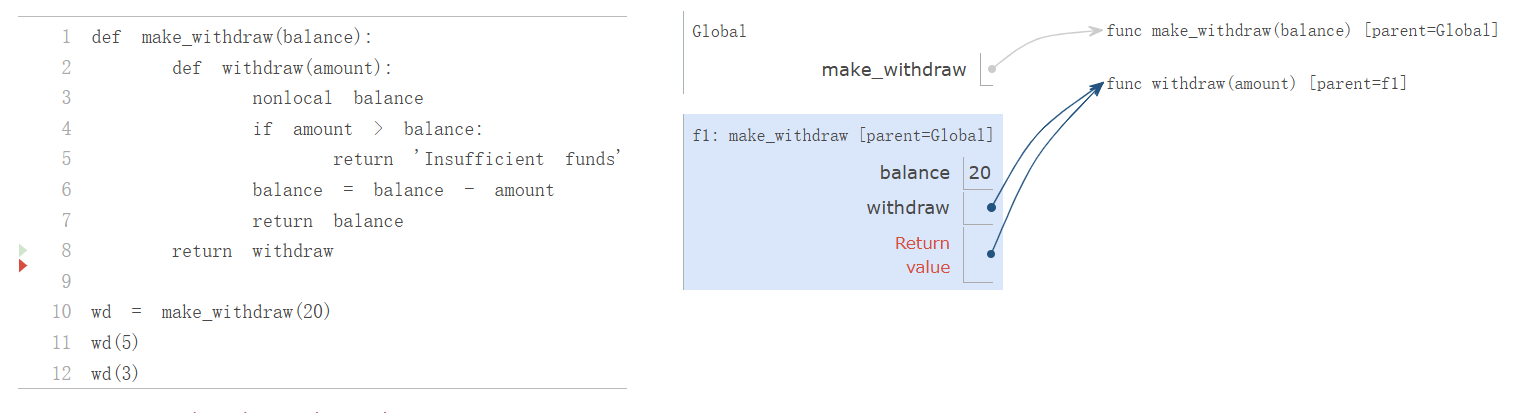 1 def make_withdraw(balance):
2 def withdraw(amount):
3 nonlocal balance
4 if amount > balance:
5 return 'Insufficient funds'
6 balance = balance - amount
7 return balance
8 return withdraw
9
10 wd = make_withdraw(20)
11 wd(5)
12 wd(3)
Global
make_withdraw
func make_withdraw(balance) [parent=Global]
func withdraw(amount) [parent=f1]
f1: make_withdraw [parent=Global]
balance 20
withdraw
Return
value